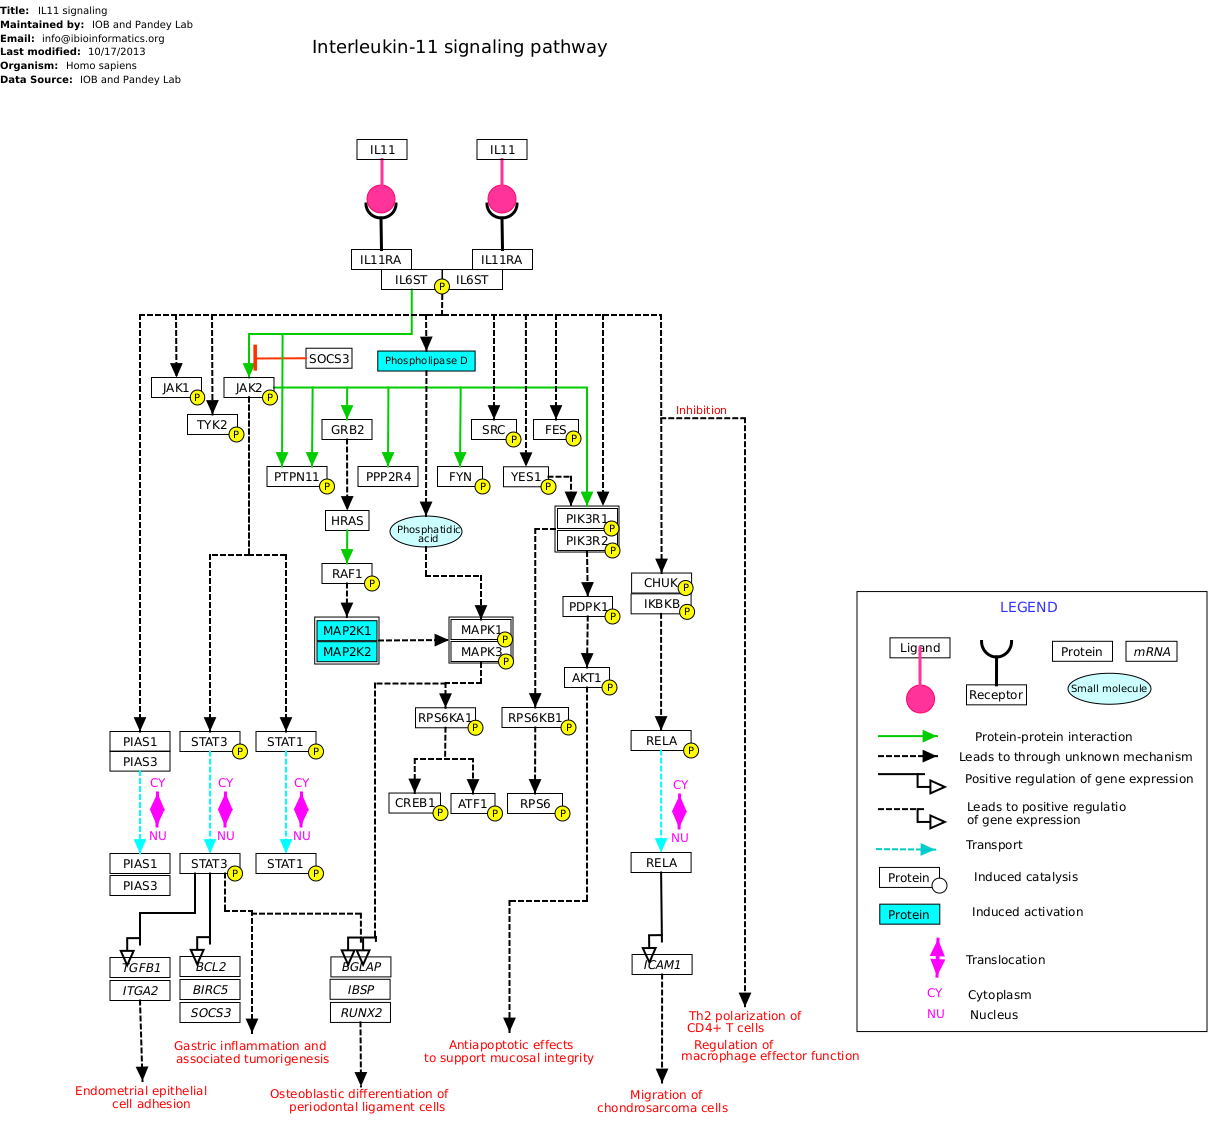 Title: IL11 signaling
Maintained by: IOB and Pandey Lab
Email: info@ibioinformatics.org
Last modified: 10/17/2013
Organism: Homo sapiens
Data Source: IOB and Pandey Lab
Interleukin-11 signaling pathway
IL11
IL11
IL11RA
IL11RA
IL6ST
P
IL6ST
SOCS3
Phospholipase D
JAK1
P
JAK2
P
TYK2
P
GRB2
SRC
P
FES
P
Inhibition
PTPN11
P
PPP2R4
FYN
P
YES1
P
HRAS
Phosphatidic
acid
PIK3R1
P
PIK3R2
P
RAF1
P
CHUK
P
IKBKB
P
PDPK1
P
MAP2K1
MAP2K2
MAPK1
P
MAPK3
P
AKT1
P
RPS6KA1
P
RPS6KB1
P
PIAS1
PIAS3
STAT3
P
STAT1
P
RELA
P
CY
CY
CY
CY
NU
NU
NU
NU
CREB1
P
ATF1
P
RPS6
P
PIAS1
PIAS3
STAT3
P
STAT1
P
RELA
TGFB1
ITGA2
BCL2
BIRC5
SOCS3
BGLAP
IBSP
RUNX2
ICAM1
Th2 polarization of
CD4+ T cells
Regulation of
macrophage effector function
Gastric inflammation and
associated tumorigenesis
Antiapoptotic effects
to support mucosal integrity
Endometrial epithelial
cell adhesion
Osteoblastic differentiation of
periodontal ligament cells
Migration of
chondrosarcoma cells
LEGEND
Ligand
Receptor
Protein
mRNA
Small molecule
Protein-protein interaction
Leads to through unknown mechanism
Positive regulation of gene expression
Leads to positive regulatio
of gene expression
Transport
Protein
Induced catalysis
Protein
Induced activation
Translocation
CY
Cytoplasm
NU
Nucleus